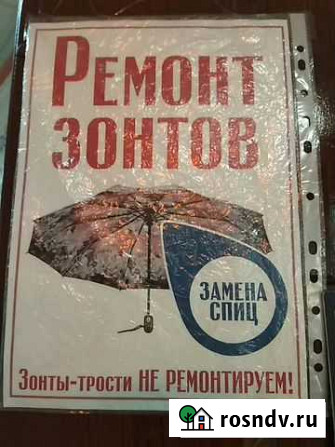 Ремонт
зонтов
ЗАМЕНА
СПИЦ
Зонты-трости НЕ РЕМОНТИРУЕМ!
rosndv.ru